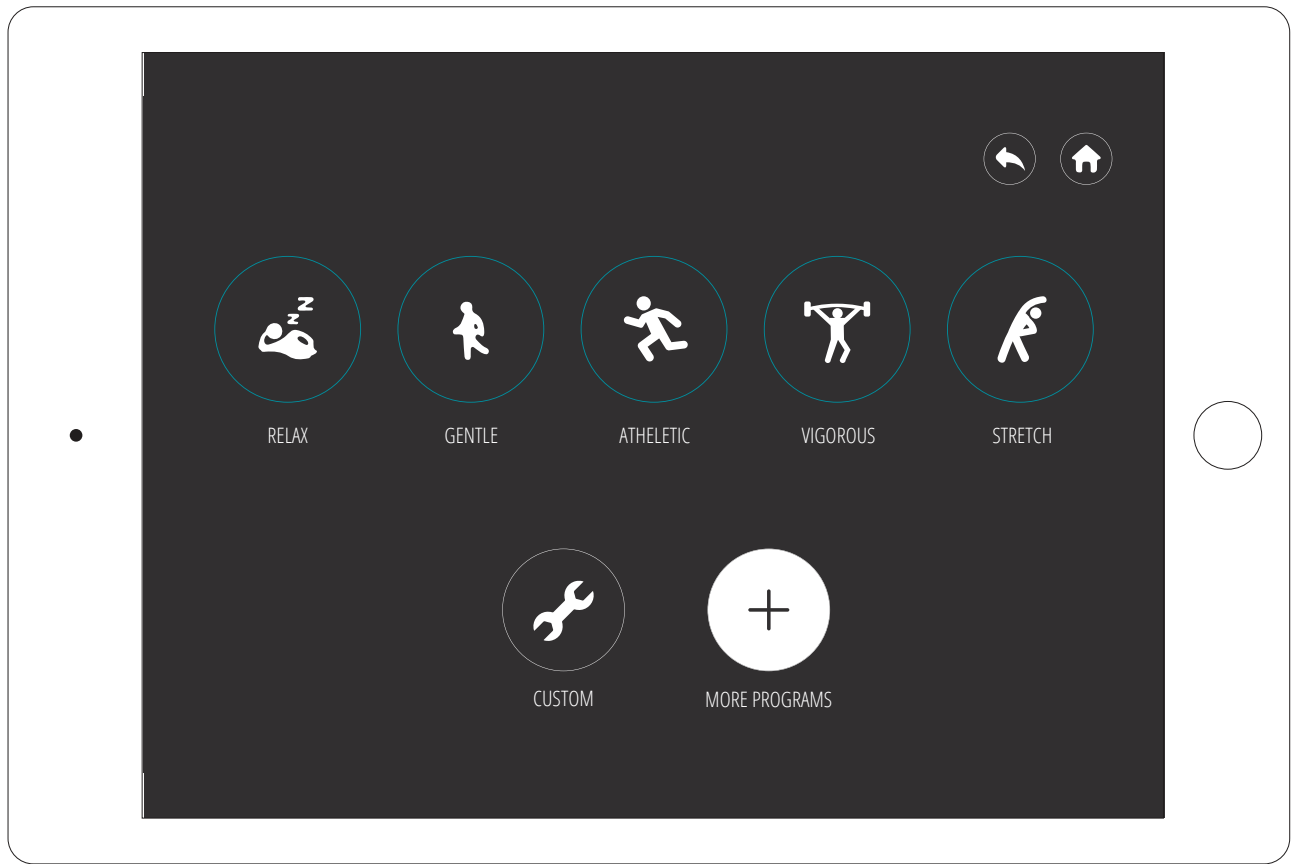 RELAX
GENTLE
ATHELETIC
VIGOROUS
STRETCH
CUSTOM
MORE PROGRAMS